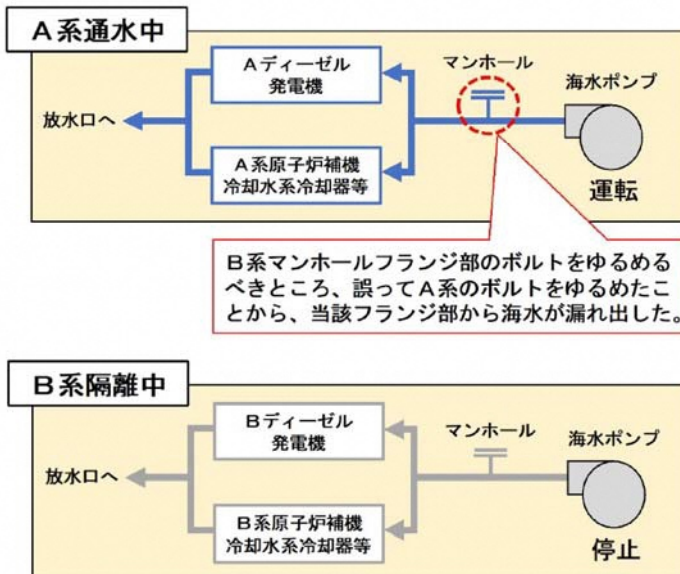 A系通水中
Aディーゼル
発電機
マンホール
海水ポンプ
放水口へ
A系原子炉補機
冷却水系冷却器等
運転
B系マンホールフランジ部のボルトをゆるめる
べきところ、誤ってA系のボルトをゆるめたこ
とから、当該フランジ部から海水が漏れ出した。
B系隔離中
Bディーゼル
発電機
マンホール
海水ポンプ
放水口へ
B系原子炉補機
冷却水系冷却器等
停止